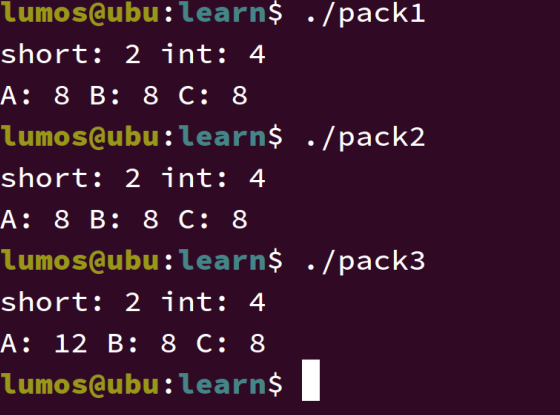 lumos@ubu:learn$ ./pack1
short: 2 int: 4
A: 8 B: 8 C: 8
lumos@ubu:learn$ ./pack2
short: 2 int: 4
A: 8 B: 8 C: 8
lumos@ubu:learn$ ./pack3
short: 2 int: 4
A: 12 B: 8 C: 8
lumos@ubu:learn$